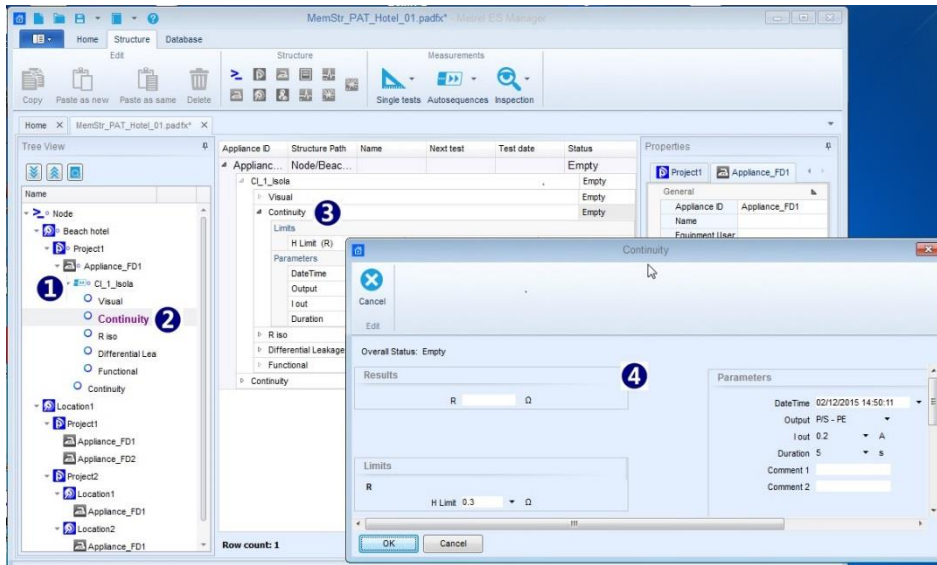 MemStr_PAT_Hotel_01.padfx* - Metrel ES Manager
Home Structure Database
Edit Structure Measurements
Copy Paste as new Paste as same Delete Single tests Autosequences Inspection
Home X MemStr_PAT_Hotel_01.padfx* X
Tree View
Name
Node
Beach hotel
Project1
Appliance_FD1
1 CI_1_Isola
Visual
Continuity 2
R iso
Differential Lea
Functional
Continuity
Location1
Project1
Appliance_FD1
Appliance_FD2
Project2
Location1
Appliance_FD1
Location2
Appliance_FD1
Appliance ID Structure Path Name Next test Test date Status
Applianc... Node/Beac... Empty
CI_1_Isola Empty
Visual Empty
Continuity 3 Empty
Limits
H Limit (R)
Parameters
DateTime
Output
I out
Duration
R iso
Differential Leakage
Functional
Continuity
Row count: 1
Properties
Project1 Appliance_FD1
General
Appliance ID Appliance_FD1
Name
Equipment User
Continuity
Cancel
Edit
Overall Status: Empty
Results 4
R Ω
Limits
R
H Limit 0.3 Ω
Parameters
DateTime 02/12/2015 14:50:11
Output P/S - PE
I out 0.2 A
Duration 5 s
Comment 1
Comment 2
OK Cancel